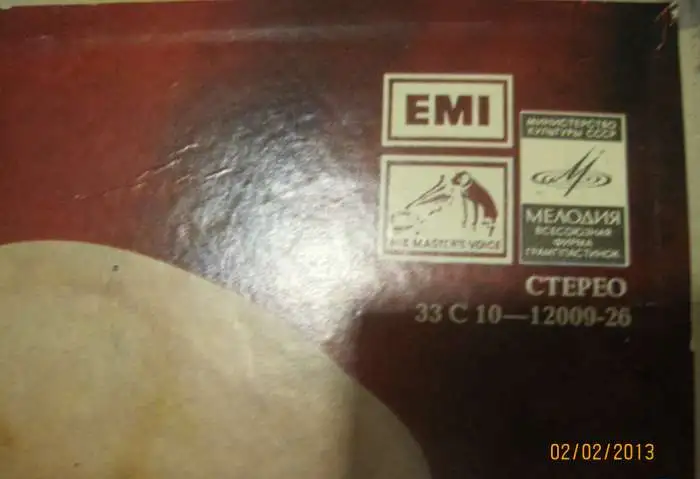 EMI
HIS MASTER'S VOICE
МИНИСТЕРСТВО
КУЛЬТУРЫ СССР
МЕЛОДИЯ
ВСЕСОЮЗНАЯ
ФИРМА
ГРАМПЛАСТИНОК
СТЕРЕО
33 С 10—12009-26
02/02/2013